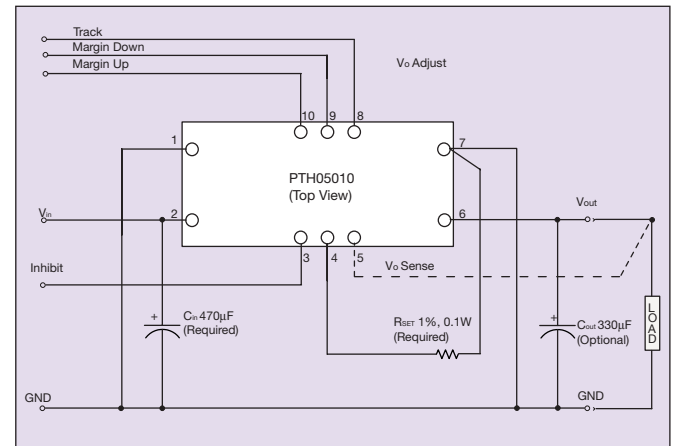 Track
Margin Down
Margin Up
Vo Adjust
10 9 8
1
7
PTH05010
(Top View)
Vin
2
6
Vout
3 4 5
Vo Sense
Inhibit
+
Cin 470µF
(Required)
RSET 1%, 0.1W
(Required)
+
Cout 330µF
(Optional)
LOAD
GND
GND